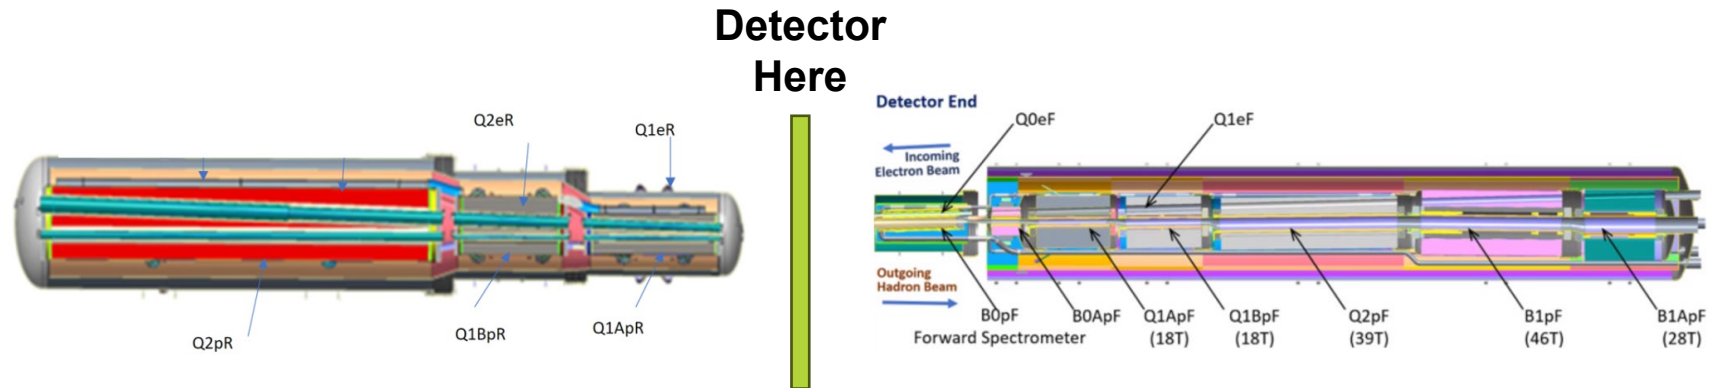 Detector
Here
Q2eR
Q1eR
Q2pR
Q1BpR
Q1ApR
Detector End
Q0eF
Q1eF
Incoming
Electron Beam
Outgoing
Hadron Beam
B0pF
B0ApF
Q1ApF
(18T)
Q1BpF
(18T)
Q2pF
(39T)
B1pF
(46T)
B1ApF
(28T)
Forward Spectrometer